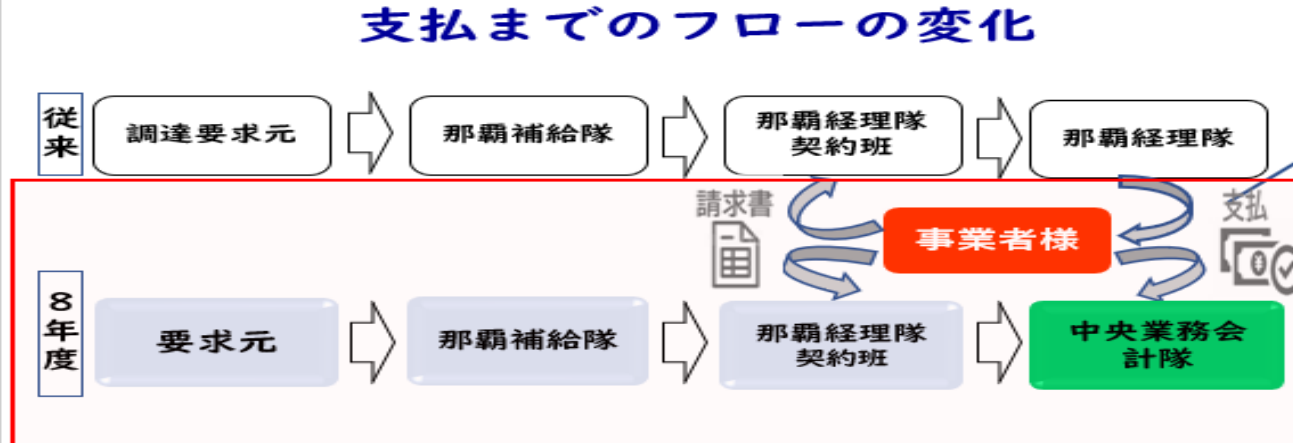 支払までのフローの変化
従来
調達要求元
那覇補給隊
那覇経理隊
契約班
那覇経理隊
請求書
事業者様
支払
8年度
要求元
那覇補給隊
那覇経理隊
契約班
中央業務会
計隊